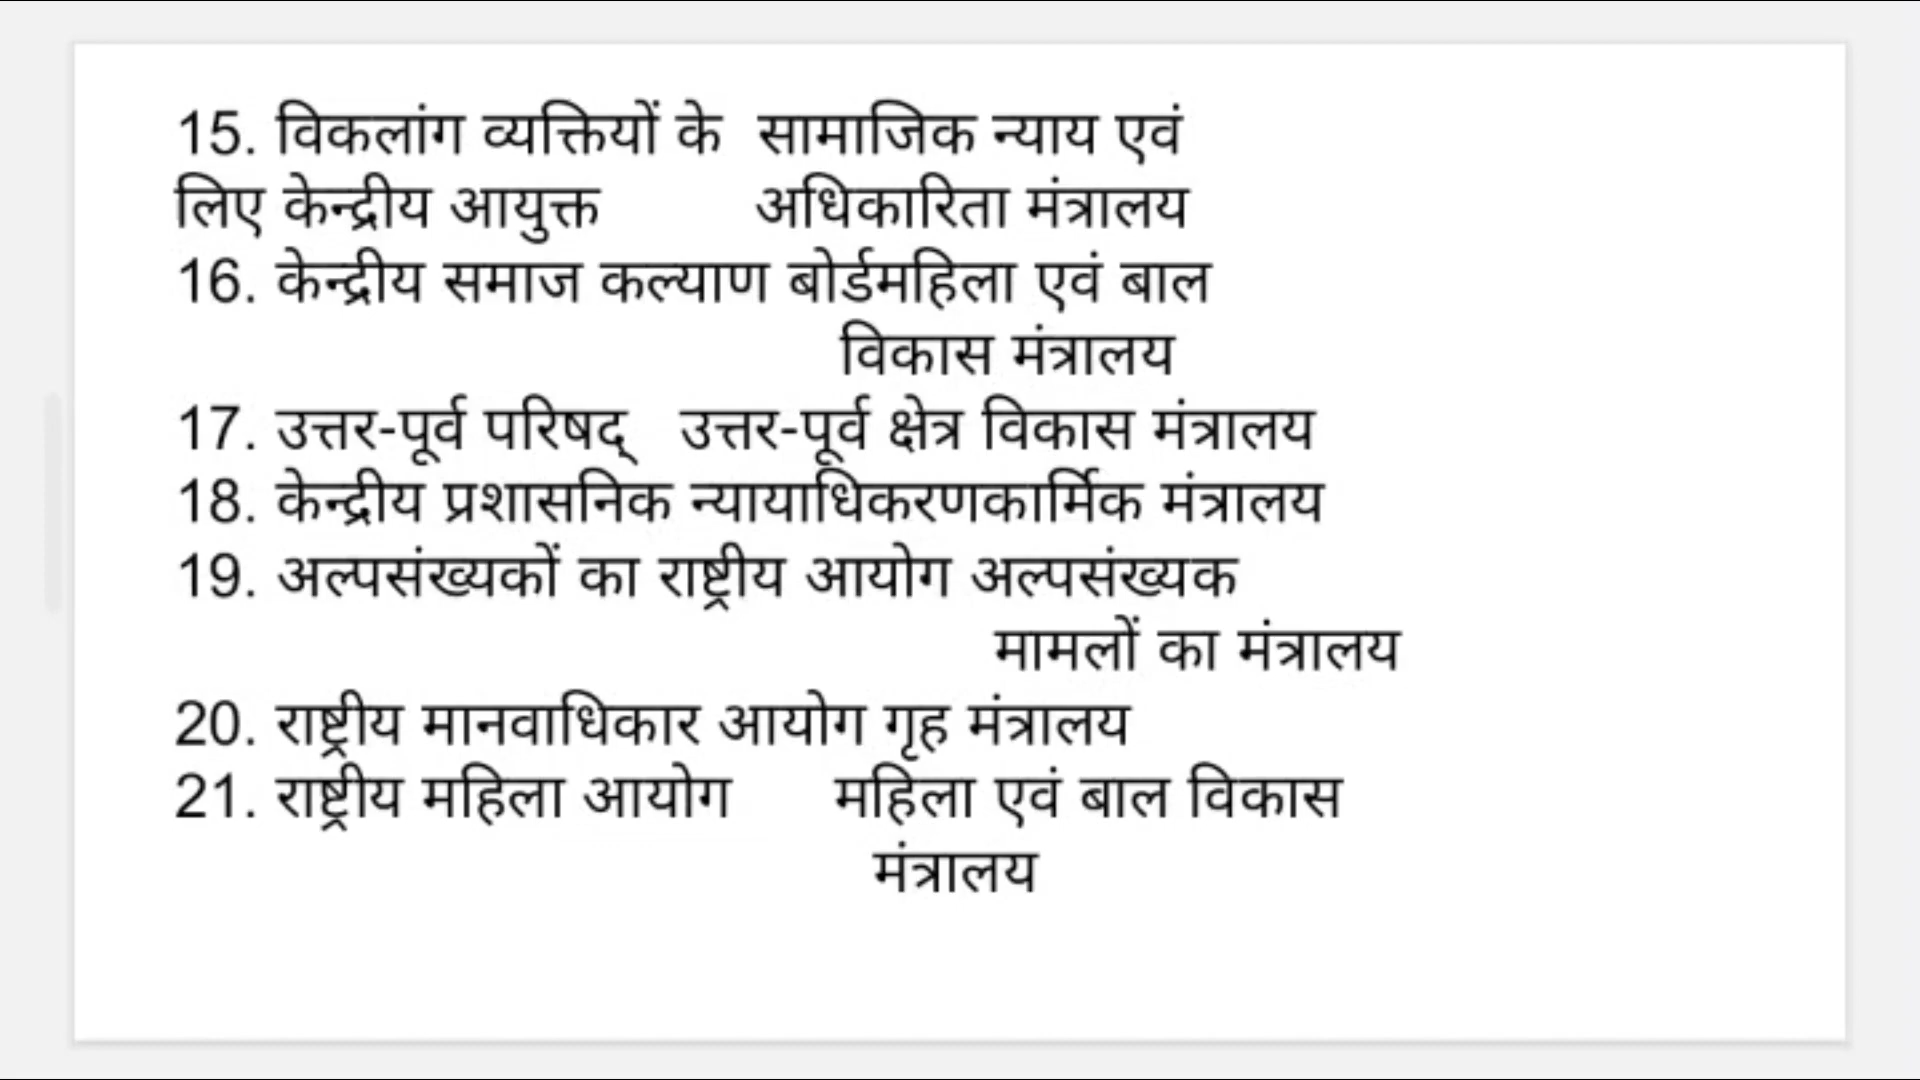 15. विकलांग व्यक्तियों के  सामाजिक न्याय एवं
लिए केन्द्रीय आयुक्त          अधिकारिता मंत्रालय
16. केन्द्रीय समाज कल्याण बोर्डमहिला एवं बाल
विकास मंत्रालय
17. उत्तर-पूर्व परिषद्   उत्तर-पूर्व क्षेत्र विकास मंत्रालय
18. केन्द्रीय प्रशासनिक न्यायाधिकरणकार्मिक मंत्रालय
19. अल्पसंख्यकों का राष्ट्रीय आयोग अल्पसंख्यक
मामलों का मंत्रालय
20. राष्ट्रीय मानवाधिकार आयोग गृह मंत्रालय
21. राष्ट्रीय महिला आयोग      महिला एवं बाल विकास
मंत्रालय